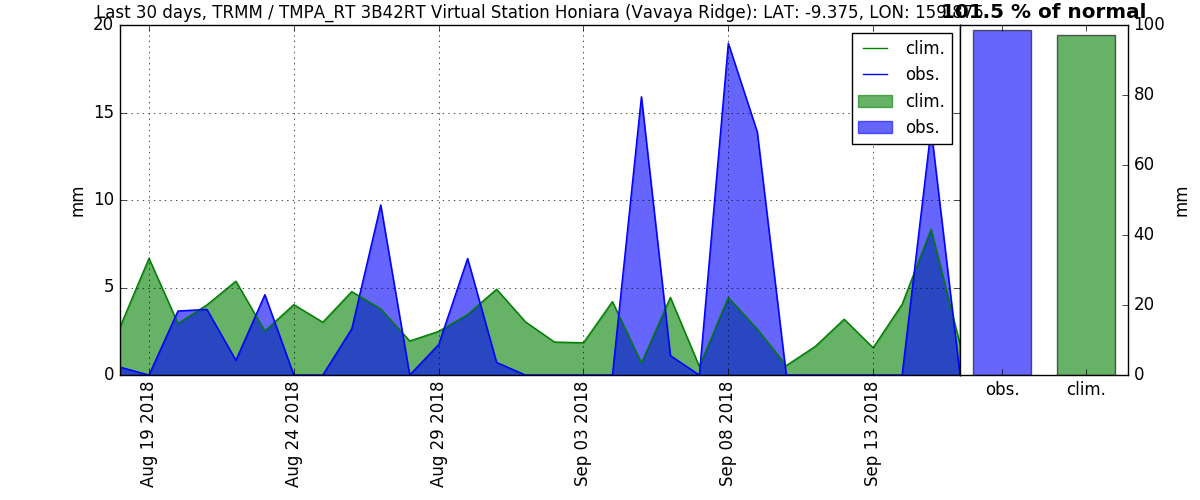 Last 30 days, TRMM / TMPA_RT 3B42RT Virtual Station Honiara (Vavaya Ridge): LAT: -9.375, LON: 159.875
101.5 % of normal
20
15
10
5
0
mm
clim.
obs.
clim.
obs.
Aug 19 2018
Aug 24 2018
Aug 29 2018
Sep 03 2018
Sep 08 2018
Sep 13 2018
100
80
60
40
20
0
mm
obs.
clim.